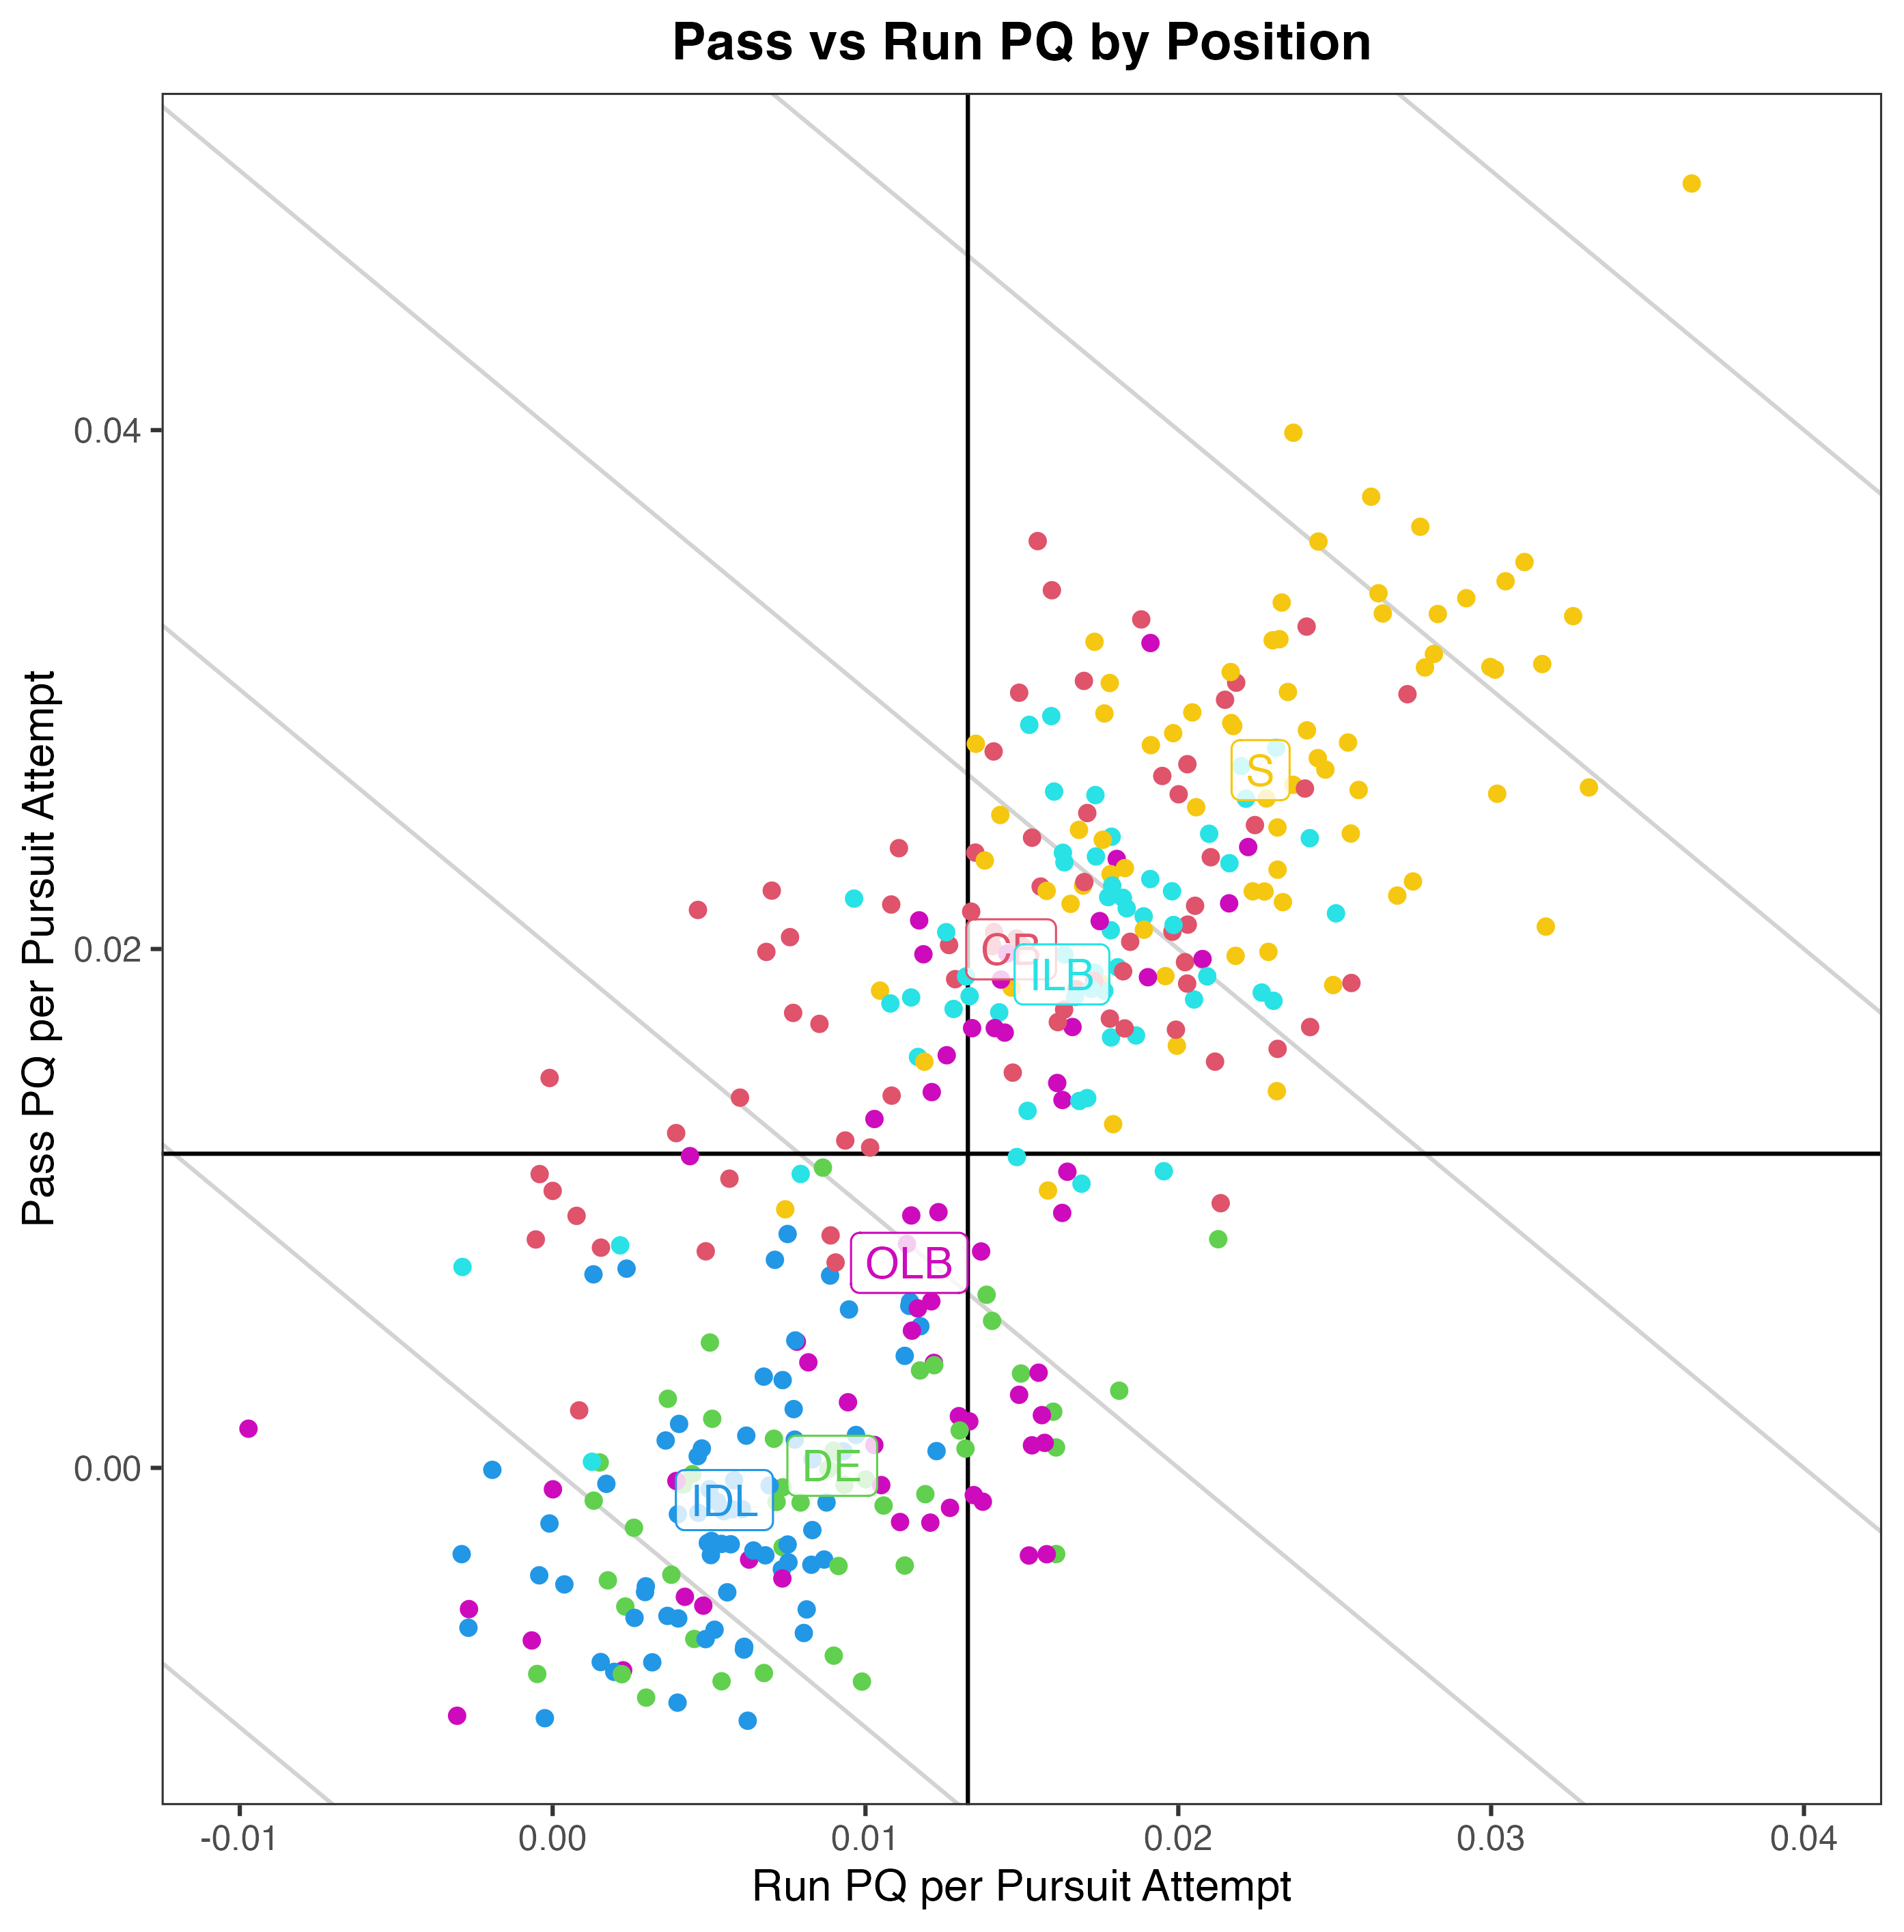 Pass vs Run PQ by Position
Pass PQ per Pursuit Attempt
0.04
0.02
0.00
S
CB
ILB
OLB
DE
IDL
-0.01 0.00 0.01 0.02 0.03 0.04
Run PQ per Pursuit Attempt